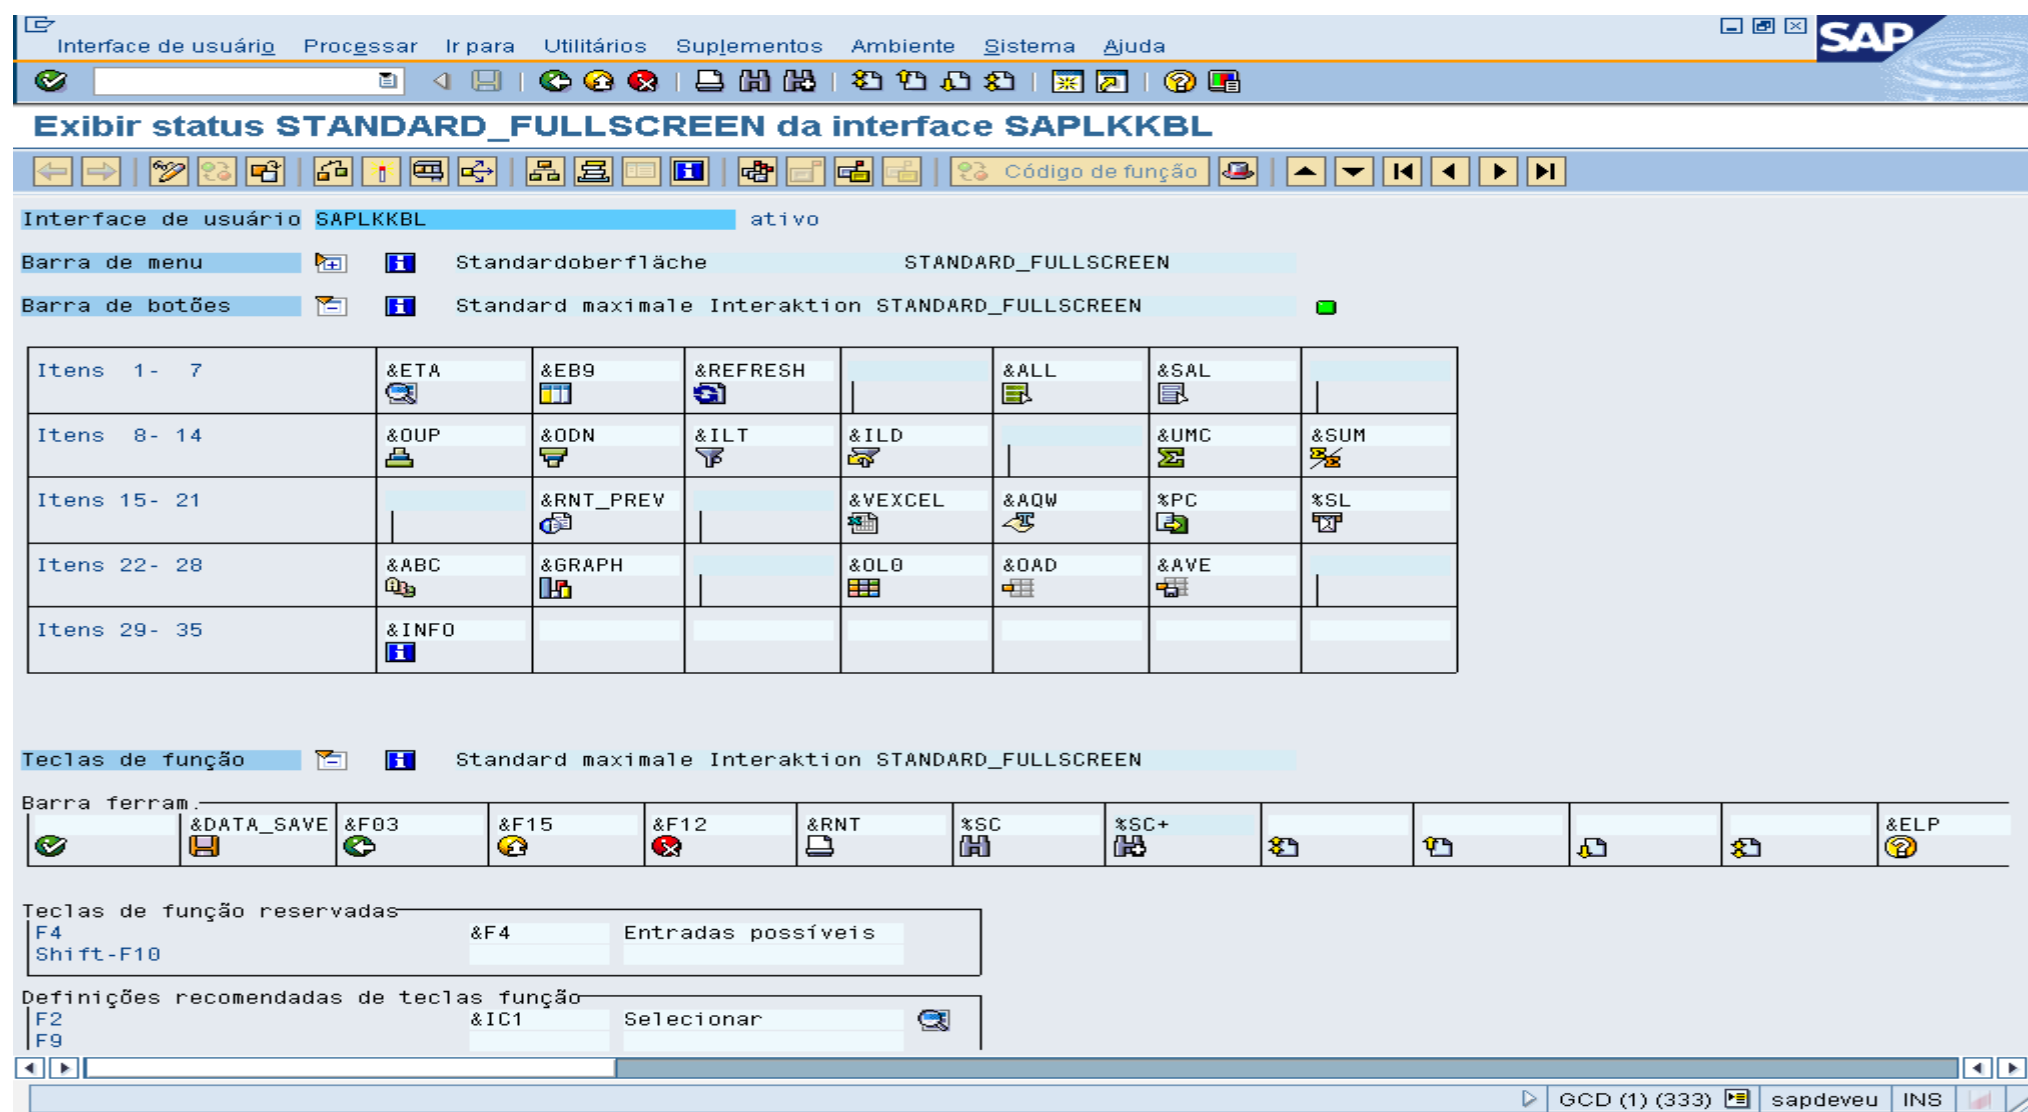 Interface de usuário Processar Ir para Utilitários Suplementos Ambiente Sistema Ajuda
SAP
Exibir status STANDARD_FULLSCREEN da interface SAPLKKBL
Código de função
Interface de usuário SAPLKKBL ativo
Barra de menu Standardoberfläche STANDARD_FULLSCREEN
Barra de botões Standard maximale Interaktion STANDARD_FULLSCREEN
Itens 1- 7 &ETA &EB9 &REFRESH &ALL &SAL
Itens 8- 14 &OUP &ODN &ILT &ILD &UMC &SUM
Itens 15- 21 &RNT_PREV &VEXCEL &AQW %PC %SL
Itens 22- 28 &ABC &GRAPH &OL0 &OAD &AVE
Itens 29- 35 &INFO
Teclas de função Standard maximale Interaktion STANDARD_FULLSCREEN
Barra ferram.
&DATA_SAVE &F03 &F15 &F12 &RNT %SC %SC+ &ELP
Teclas de função reservadas
F4 &F4 Entradas possíveis
Shift-F10
Definições recomendadas de teclas função
F2 &IC1 Selecionar
F9
GCD (1) (333) sapdeveu INS